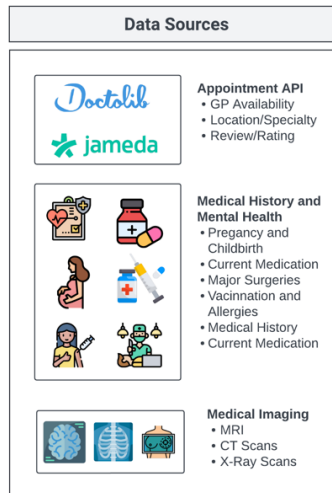 Data Sources
Doctolib
jameda
Appointment API
• GP Availability
• Location/Specialty
• Review/Rating
Medical History and
Mental Health
• Pregancy and
Childbirth
• Current Medication
• Major Surgeries
• Vacinnation and
Allergies
• Medical History
• Current Medication
Medical Imaging
• MRI
• CT Scans
• X-Ray Scans